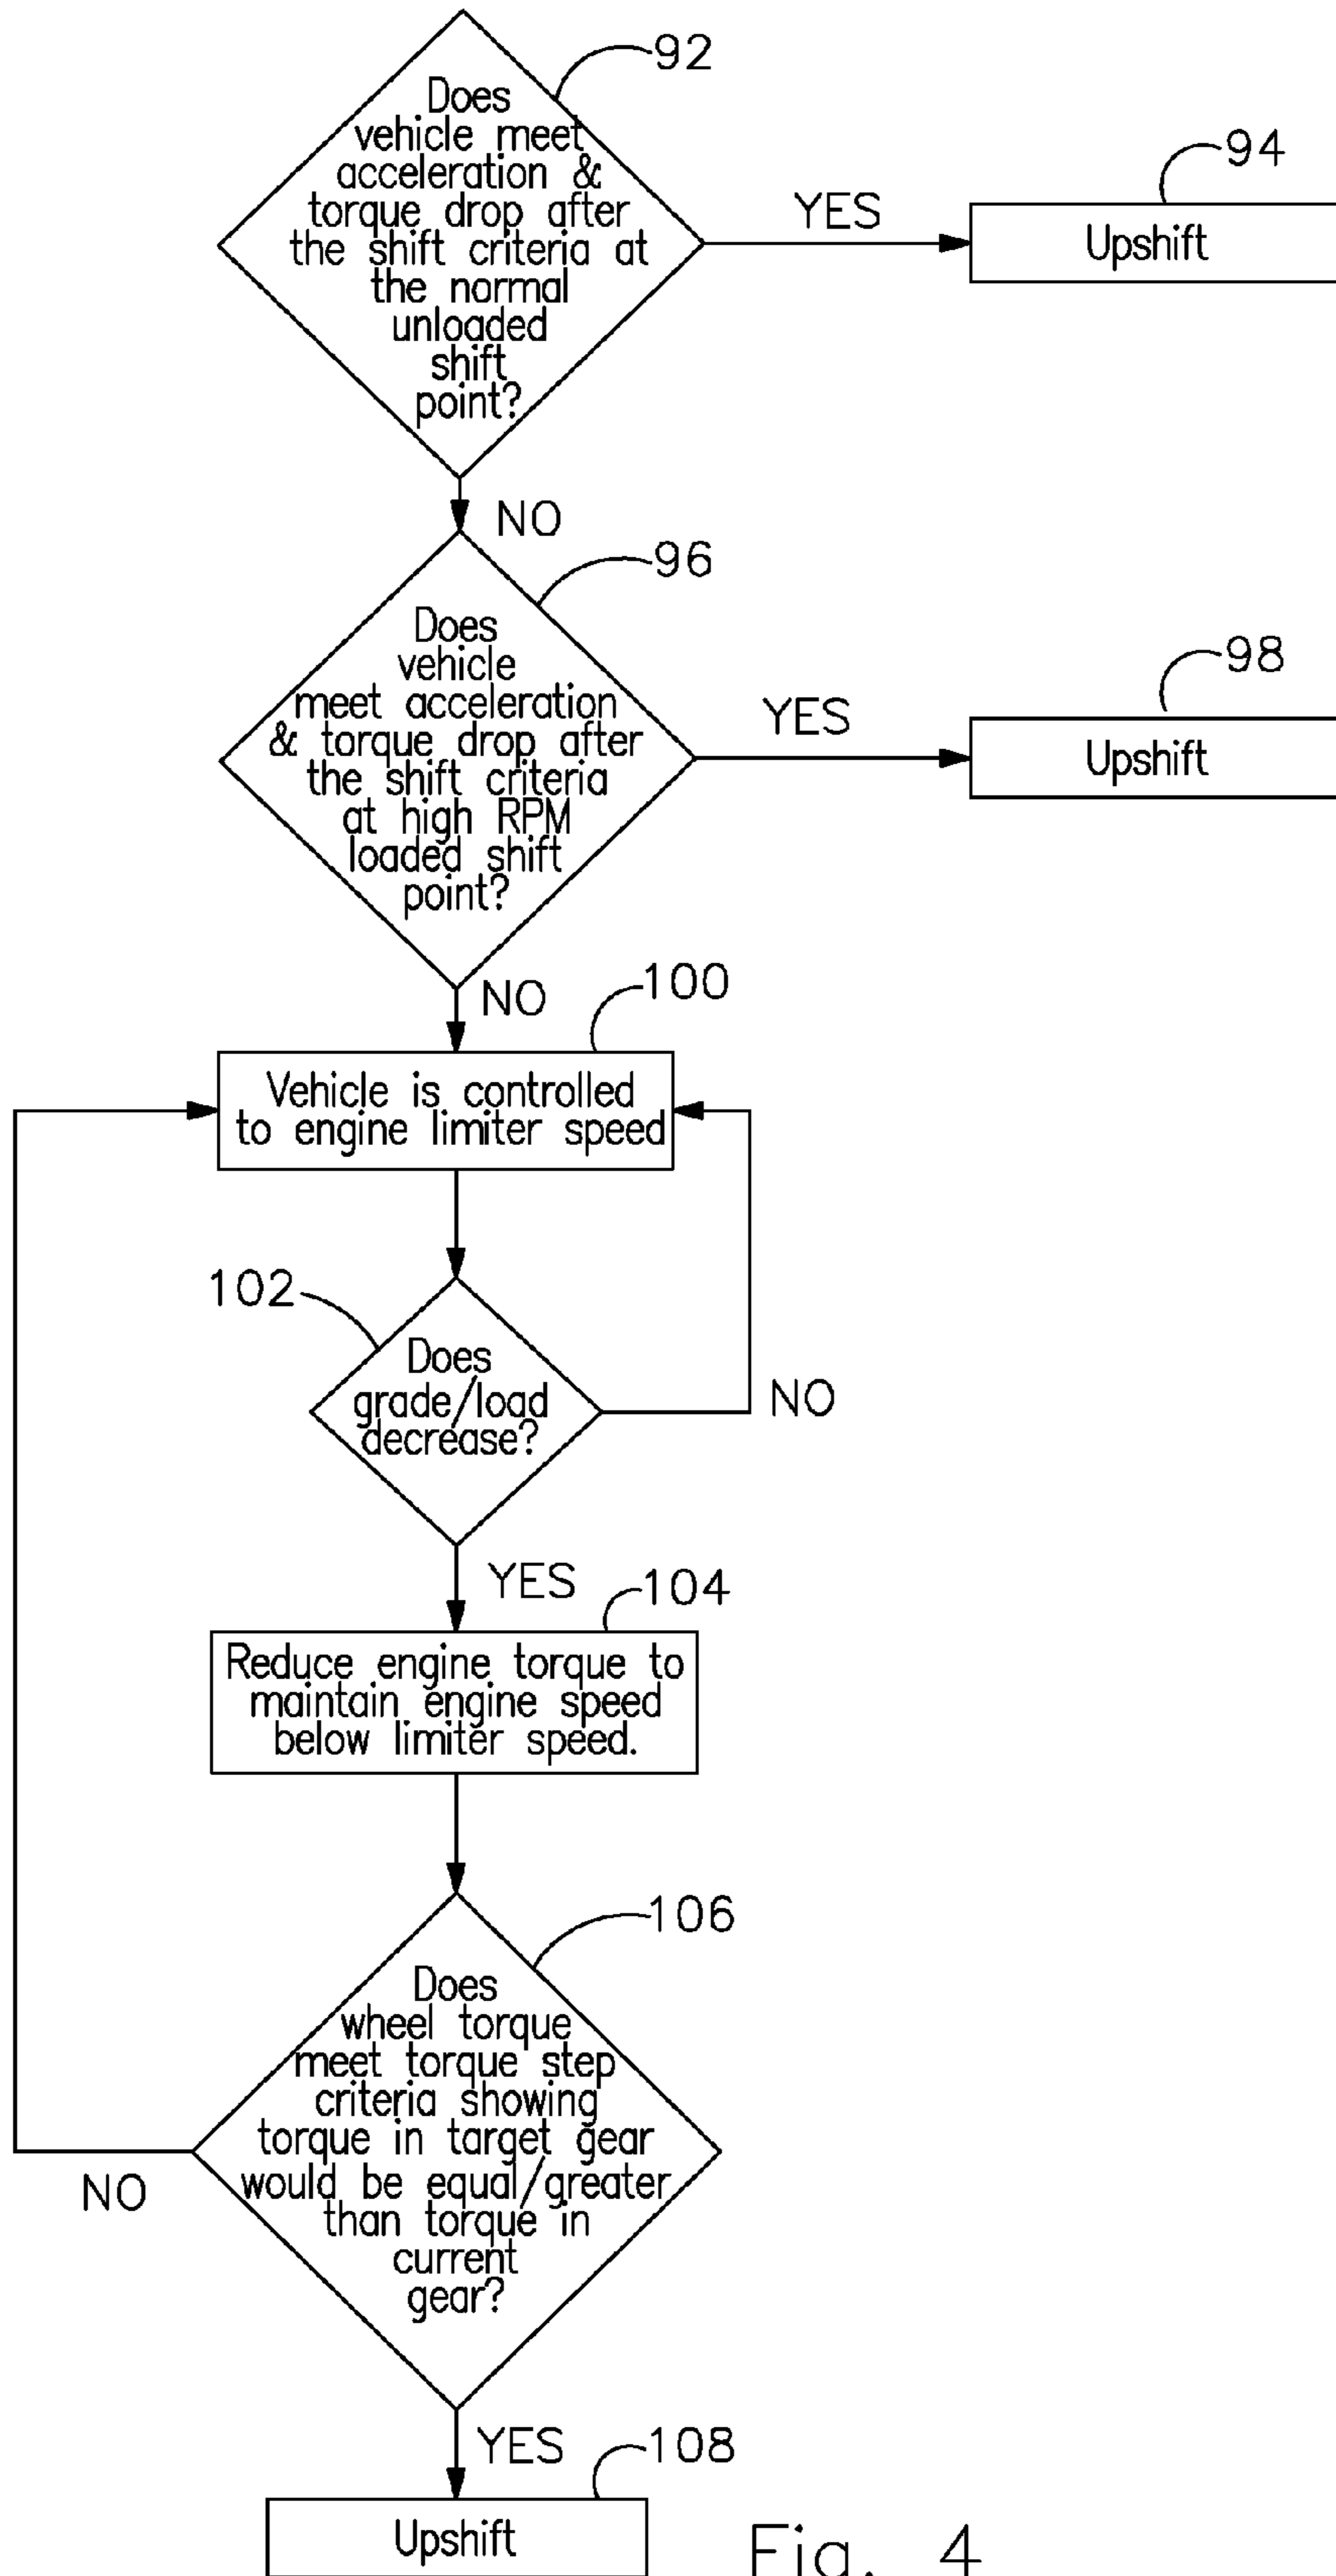 92
Does
vehicle meet
acceleration &
torque drop after
the shift criteria at
the normal
unloaded
shift
point?
YES
94
Upshift
NO
96
Does
vehicle
meet acceleration
& torque drop after
the shift criteria
at high RPM
loaded shift
point?
YES
98
Upshift
NO
100
Vehicle is controlled
to engine limiter speed
102
Does
grade/load
decrease?
NO
YES
104
Reduce engine torque to
maintain engine speed
below limiter speed.
106
Does
wheel torque
meet torque step
criteria showing
torque in target gear
would be equal/greater
than torque in
current
gear?
NO
YES
108
Upshift
Fig. 4